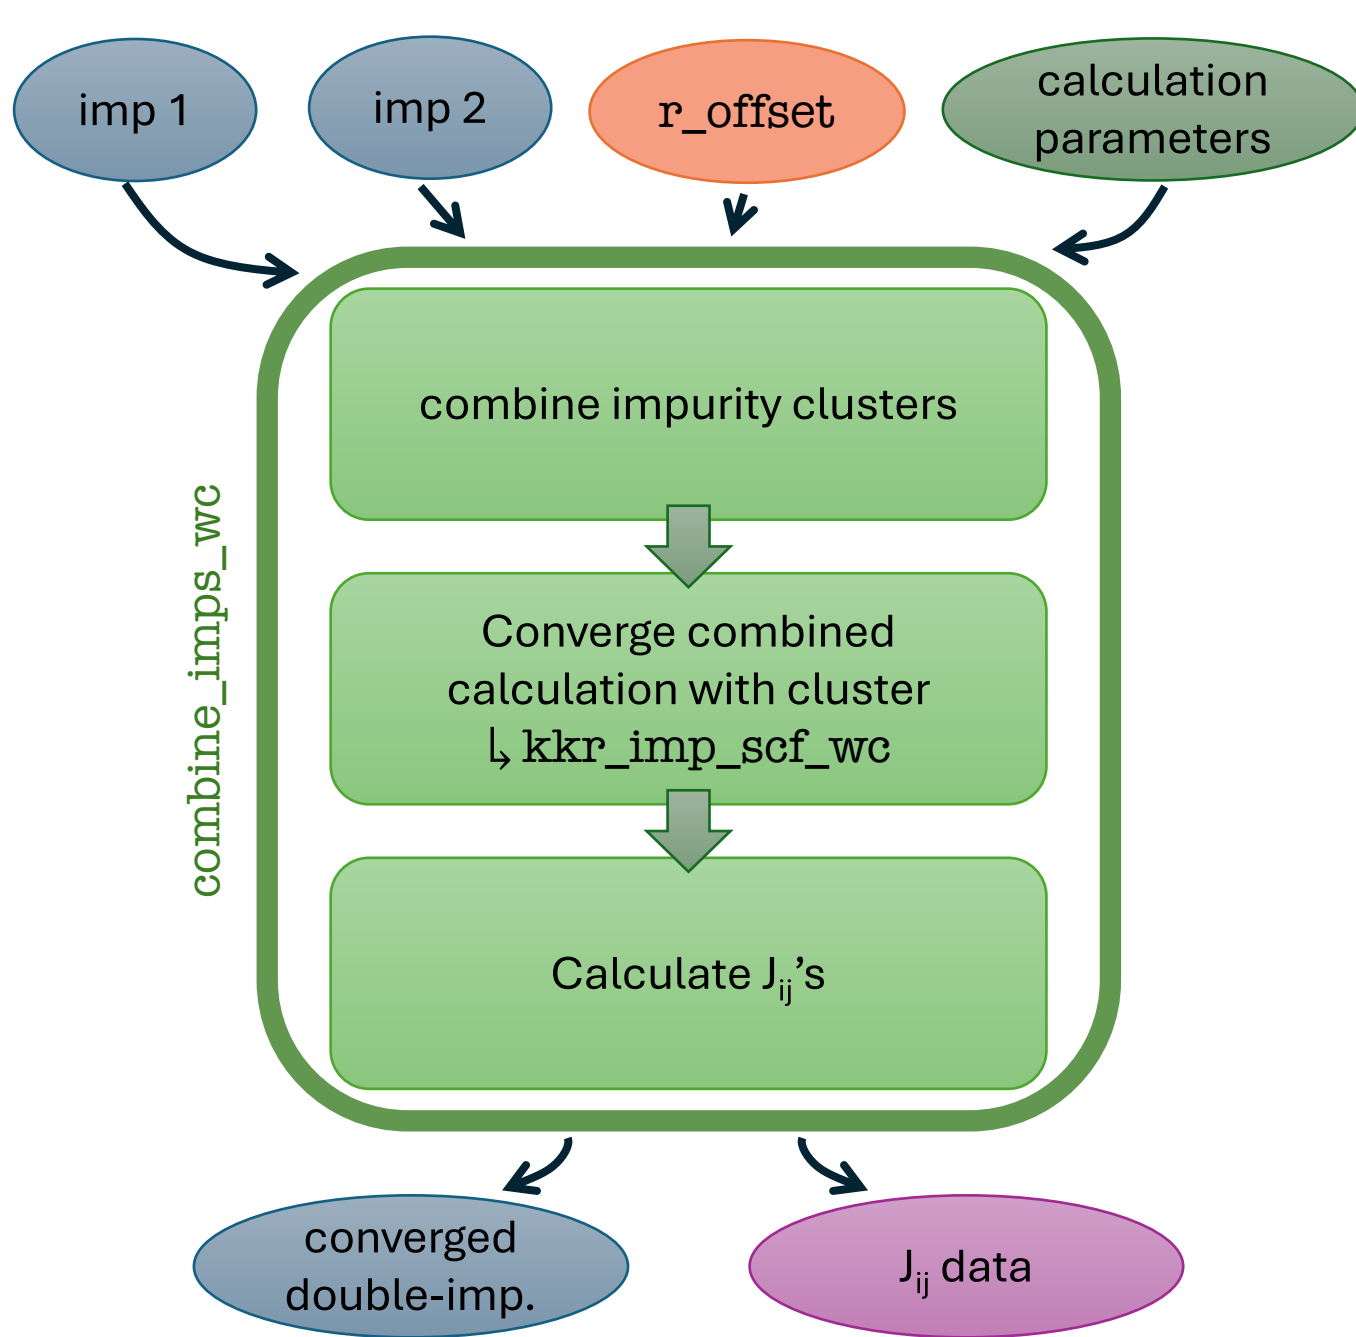 imp 1
imp 2
r_offset
calculation
parameters
combine_imps_wc
combine impurity clusters
Converge combined
calculation with cluster
↳ kkr_imp_scf_wc
Calculate Jij’s
converged
double-imp.
Jij data